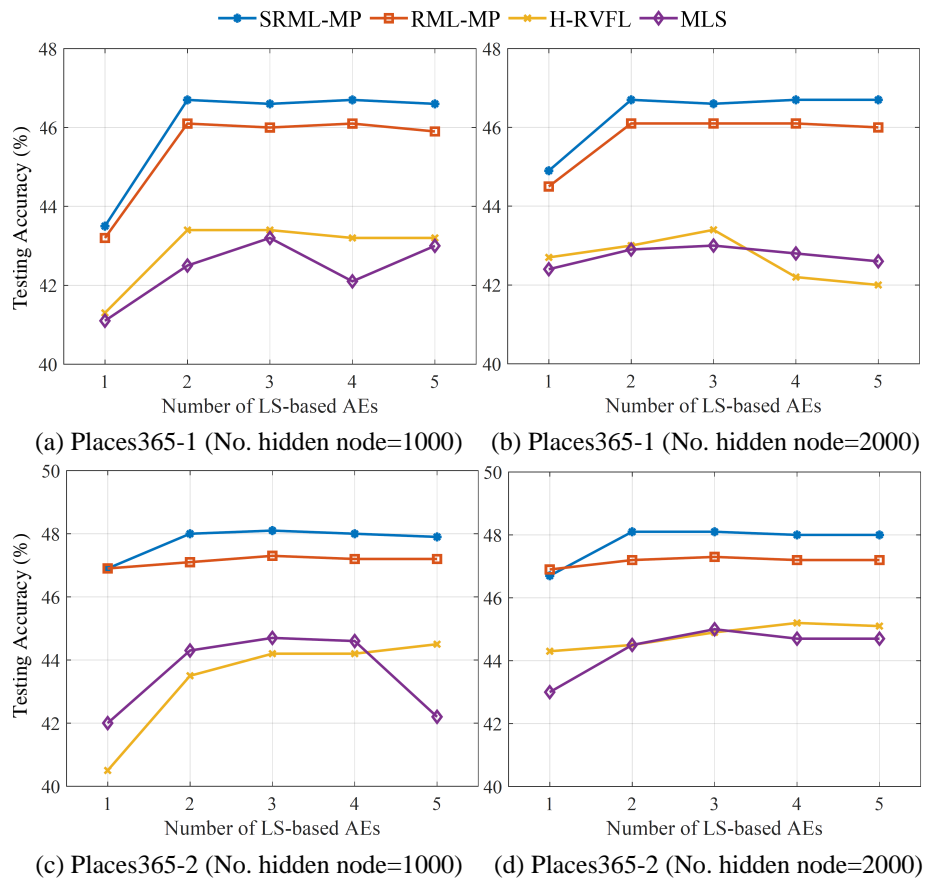 SRML-MP RML-MP H-RVFL MLS
48
46
44
42
40
Testing Accuracy (%)
1 2 3 4 5
Number of LS-based AEs
(a) Places365-1 (No. hidden node=1000)
48
46
44
42
40
1 2 3 4 5
Number of LS-based AEs
(b) Places365-1 (No. hidden node=2000)
50
48
46
44
42
40
Testing Accuracy (%)
1 2 3 4 5
Number of LS-based AEs
(c) Places365-2 (No. hidden node=1000)
50
48
46
44
42
40
1 2 3 4 5
Number of LS-based AEs
(d) Places365-2 (No. hidden node=2000)